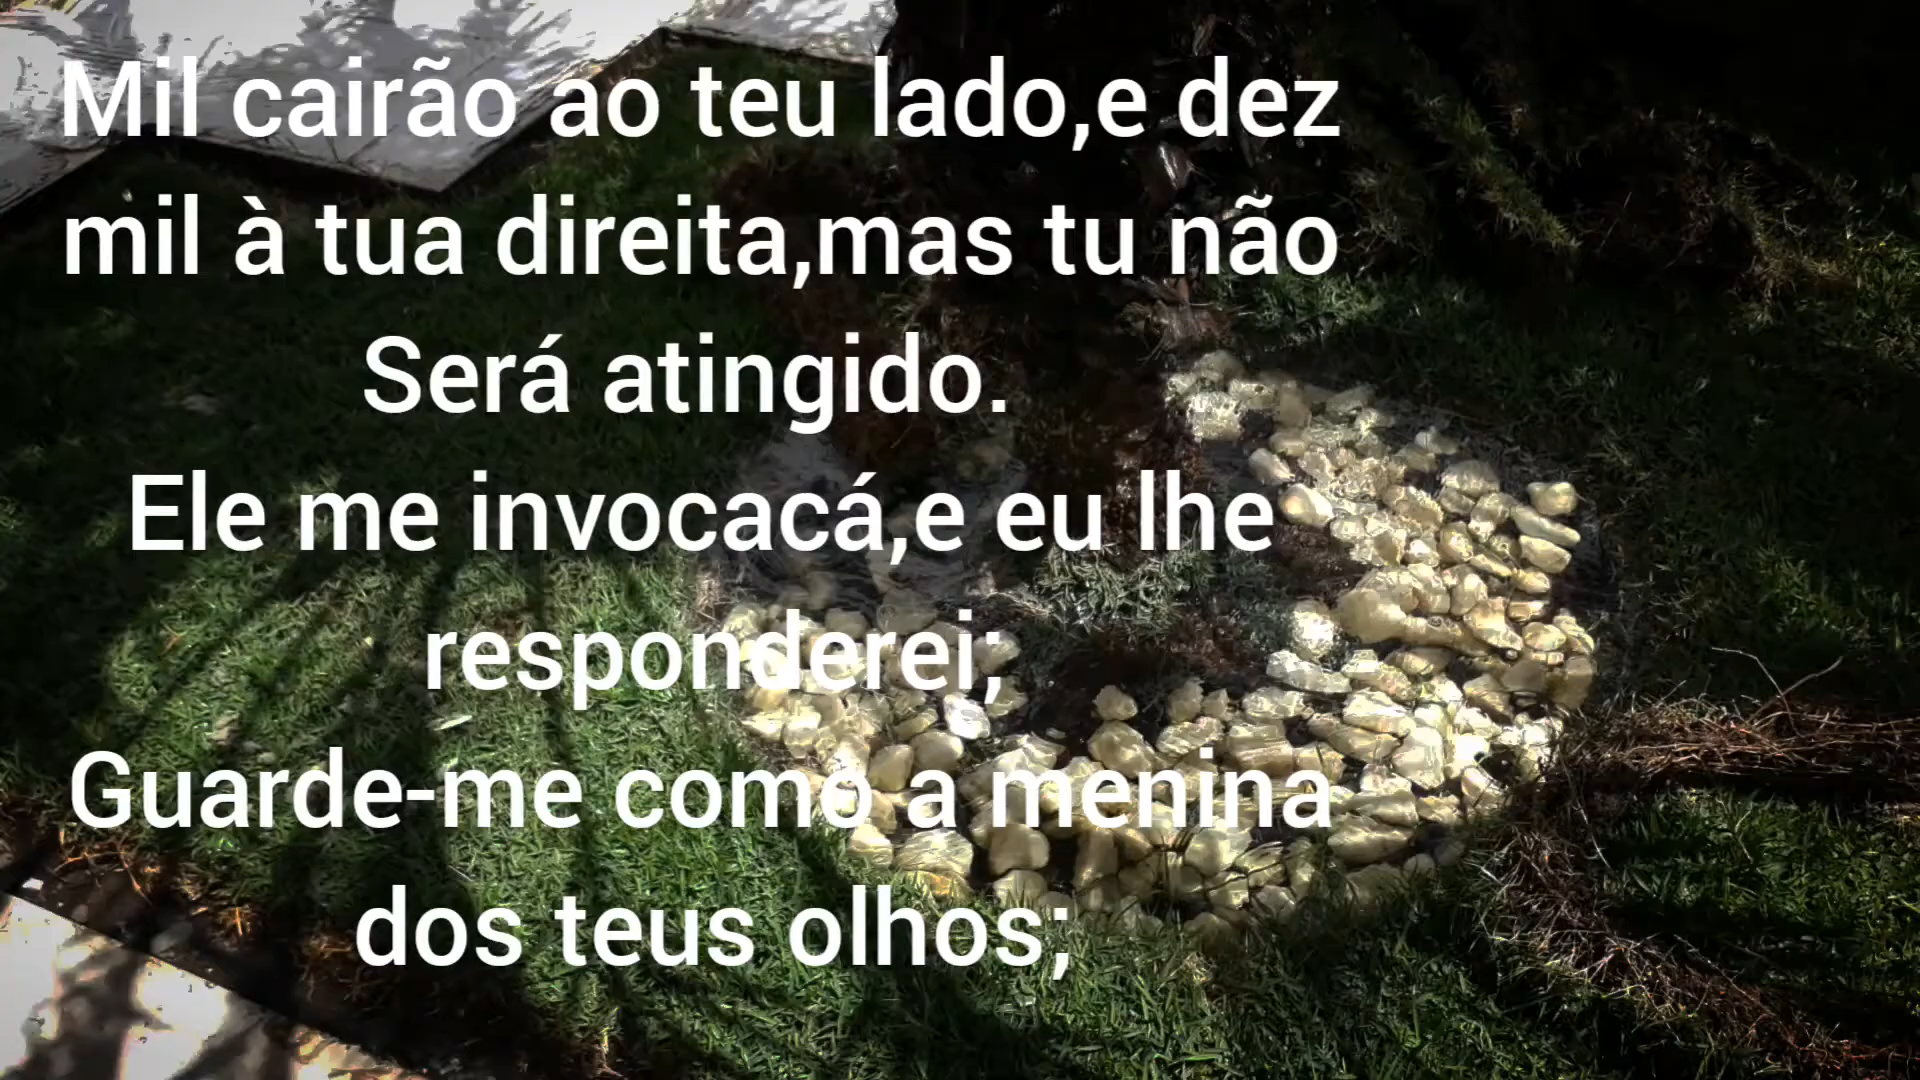 Mil cairão ao teu lado,e dez
mil à tua direita,mas tu não
Será atingido.
Ele me invocacá,e eu lhe
responderei;
Guarde-me como a menina
dos teus olhos;